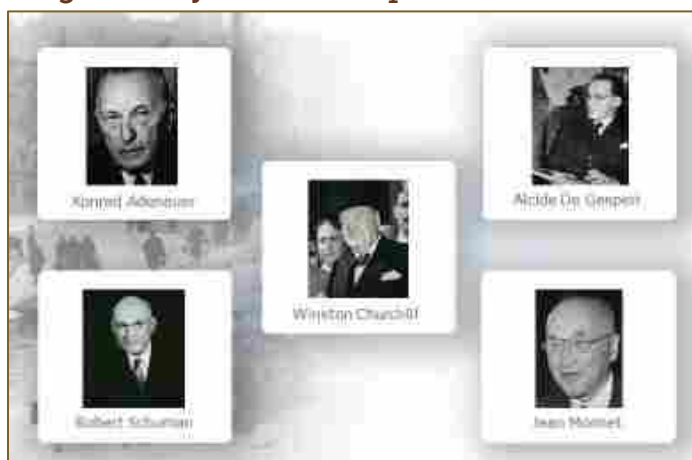 Konrad Adenauer
Alcide De Gasperi
Winston Churchill
Robert Schuman
Jean Monnet